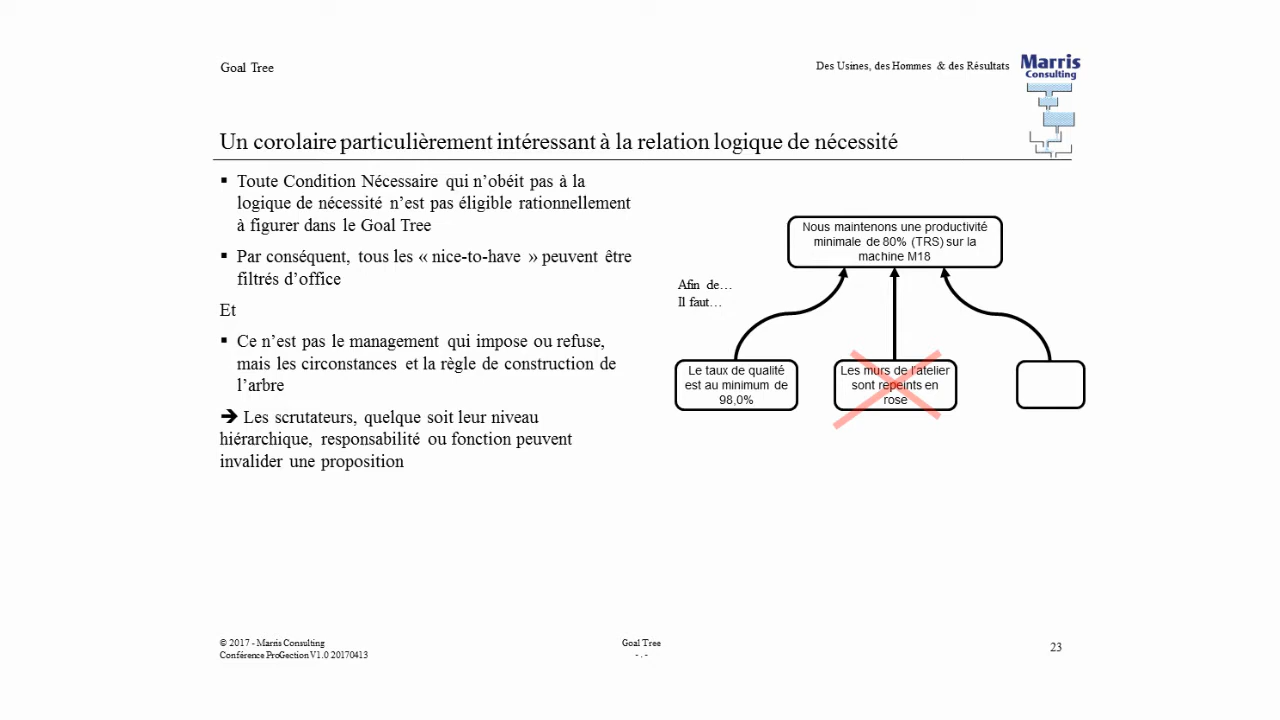 Goal Tree
Des Usines, des Hommes & des Résultats
Marris
Consulting
Un corolaire particulièrement intéressant à la relation logique de nécessité
▪ Toute Condition Nécessaire qui n’obéit pas à la
logique de nécessité n’est pas éligible rationnellement
à figurer dans le Goal Tree
▪ Par conséquent, tous les « nice-to-have » peuvent être
filtrés d’office
Et
▪ Ce n’est pas le management qui impose ou refuse,
mais les circonstances et la règle de construction de
l’arbre
➔ Les scrutateurs, quelque soit leur niveau
hiérarchique, responsabilité ou fonction peuvent
invalider une proposition
Nous maintenons une productivité
minimale de 80% (TRS) sur la
machine M18
Afin de…
Il faut…
Le taux de qualité
est au minimum de
98,0%
Les murs de l’atelier
sont repeints en
rose
© 2017 - Marris Consulting
Conférence ProGection V1.0 20170413
Goal Tree
- . -
23